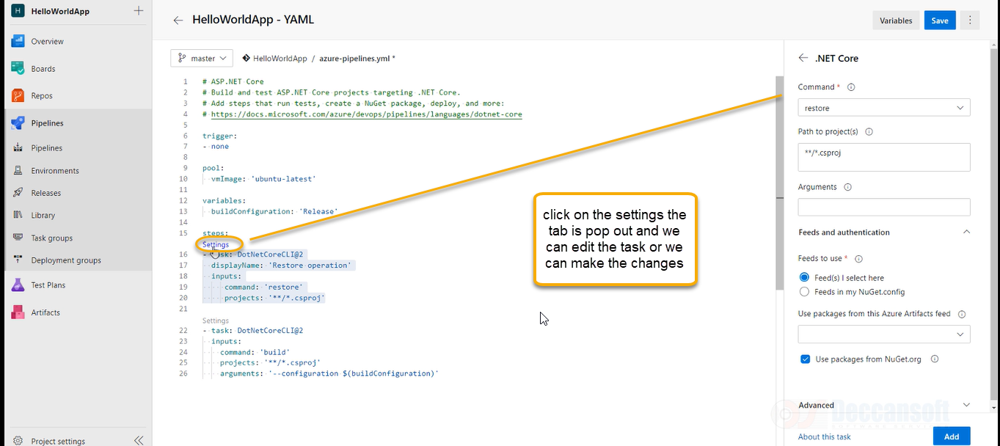 H HelloWorldApp
Overview
Boards
Repos
Pipelines
Pipelines
Environments
Releases
Library
Task groups
Deployment groups
Test Plans
Artifacts
Project settings
HelloWorldApp - YAML
Variables
Save
master
HelloWorldApp / azure-pipelines.yml *
1 # ASP.NET Core
2 # Build and test ASP.NET Core projects targeting .NET Core.
3 # Add steps that run tests, create a NuGet package, deploy, and more:
4 # https://docs.microsoft.com/azure/devops/pipelines/languages/dotnet-core
5
6 trigger:
7 - none
8
9 pool:
10 vmImage: 'ubuntu-latest'
11
12 variables:
13 buildConfiguration: 'Release'
14
15 steps:
Settings
16 - task: DotNetCoreCLI@2
17 displayName: 'Restore operation'
18 inputs:
19 command: 'restore'
20 projects: '**/*.csproj'
21
Settings
22 - task: DotNetCoreCLI@2
23 inputs:
24 command: 'build'
25 projects: '**/*.csproj'
26 arguments: '--configuration $(buildConfiguration)'
click on the settings the
tab is pop out and we
can edit the task or we
can make the changes
.NET Core
Command *
restore
Path to project(s)
**/*.csproj
Arguments
Feeds and authentication
Feeds to use *
Feed(s) I select here
Feeds in my NuGet.config
Use packages from this Azure Artifacts feed
Use packages from NuGet.org
Advanced
Deccansoft
About this task
Add